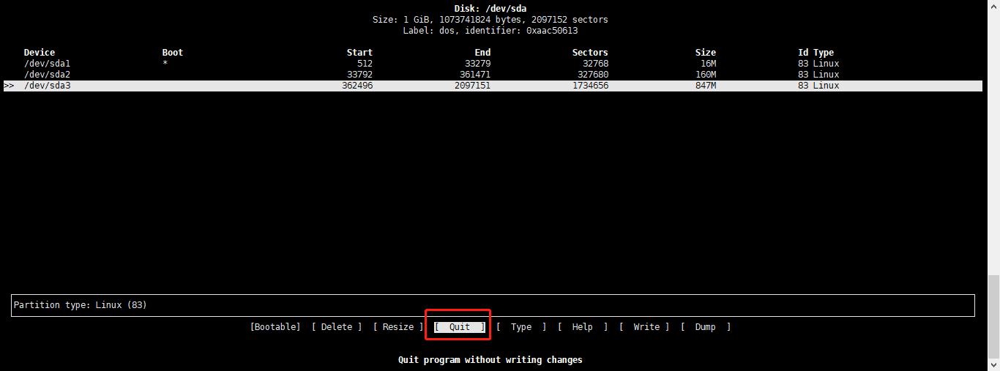 Disk: /dev/sda
Size: 1 GiB, 1073741824 bytes, 2097152 sectors
Label: dos, identifier: 0xaac50613
Device Boot Start End Sectors Size Id Type
/dev/sda1 * 512 33279 32768 16M 83 Linux
/dev/sda2 33792 361471 327680 160M 83 Linux
>> /dev/sda3 362496 2097151 1734656 847M 83 Linux
Partition type: Linux (83)
[Bootable] [ Delete ] [ Resize ] [ Quit ] [ Type ] [ Help ] [ Write ] [ Dump ]
Quit program without writing changes